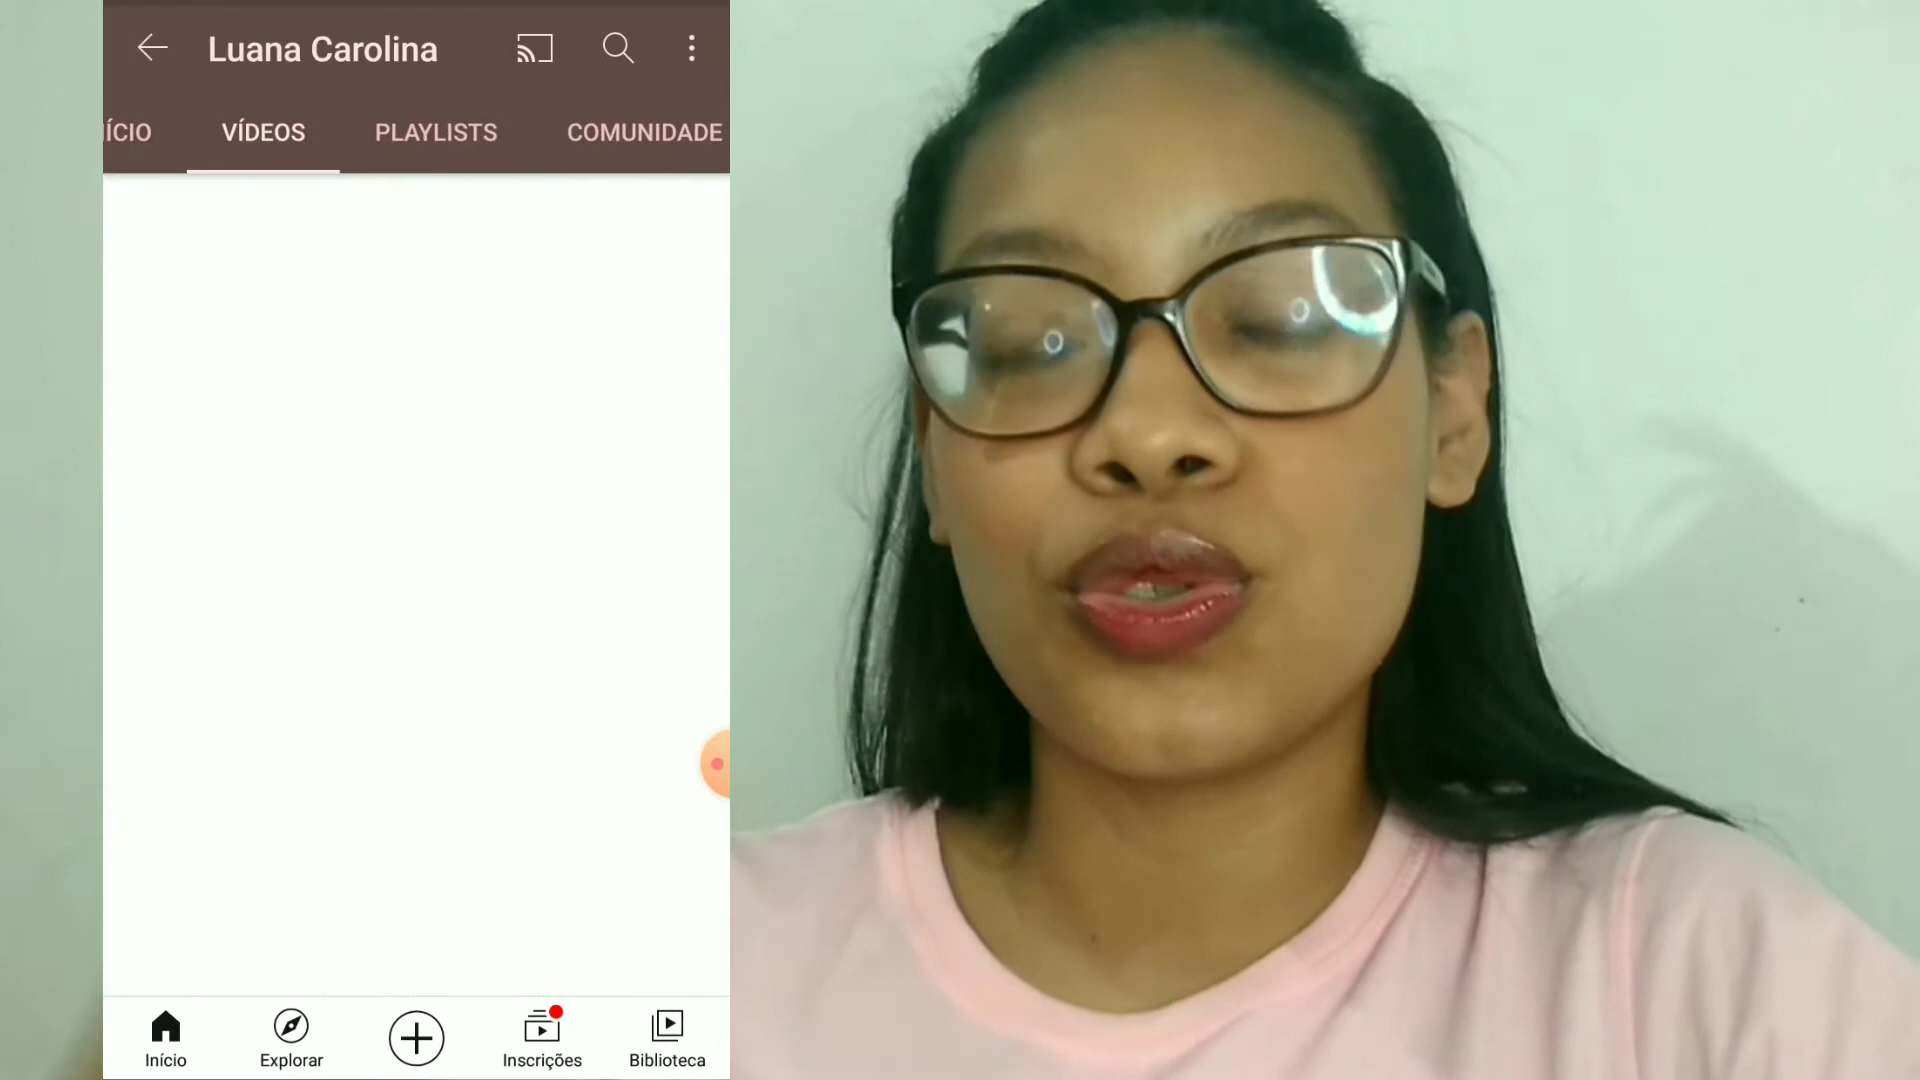 Luana Carolina
ÍCIO VÍDEOS PLAYLISTS COMUNIDADE
Início Explorar Inscrições Biblioteca